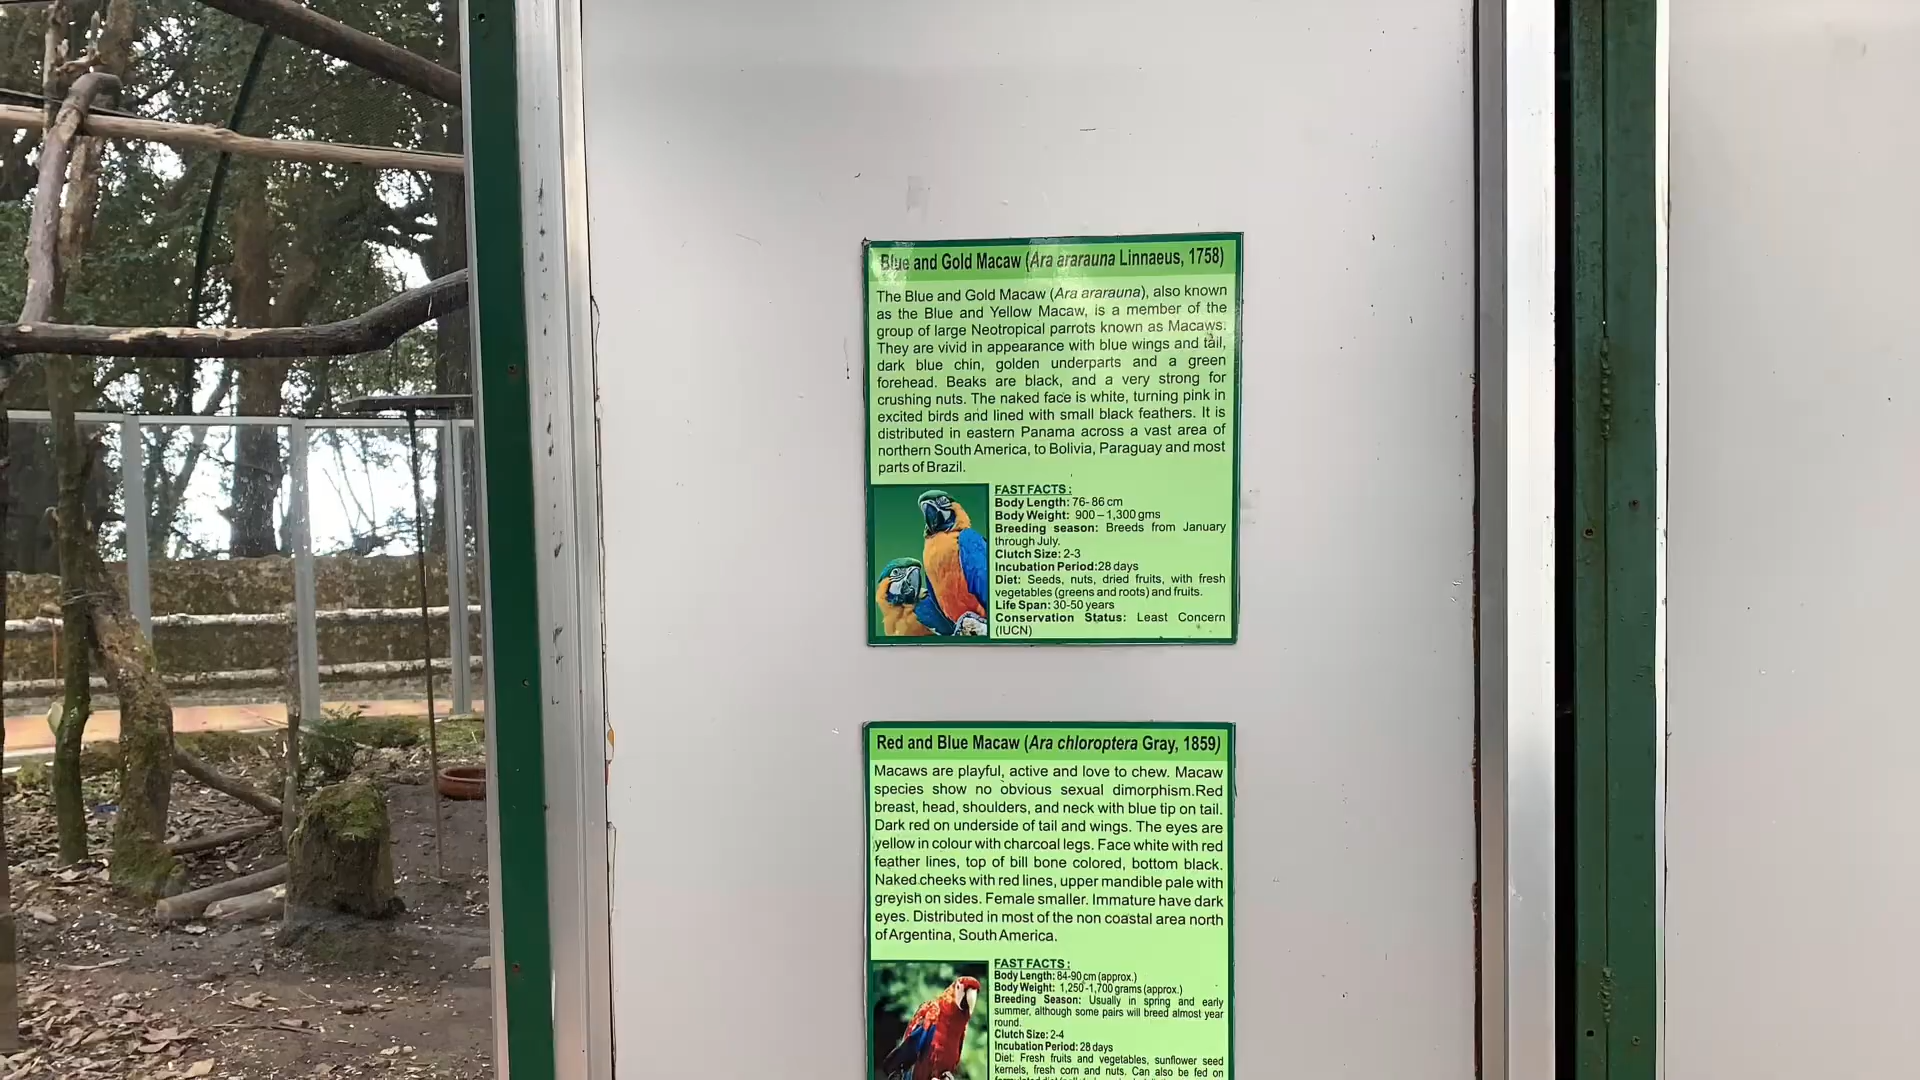 Blue and Gold Macaw (Ara ararauna Linnaeus, 1758)
The Blue and Gold Macaw (Ara ararauna), also known
as the Blue and Yellow Macaw, is a member of the
group of large Neotropical parrots known as Macaws.
They are vivid in appearance with blue wings and tail,
dark blue chin, golden underparts and a green
forehead. Beaks are black, and a very strong for
crushing nuts. The naked face is white, turning pink in
excited birds and lined with small black feathers. It is
distributed in eastern Panama across a vast area of
northern South America, to Bolivia, Paraguay and most
parts of Brazil.
FAST FACTS :
Body Length: 76- 86 cm
Body Weight: 900 – 1,300 gms
Breeding season: Breeds from January
through July.
Clutch Size: 2-3
Incubation Period:28 days
Diet: Seeds, nuts, dried fruits, with fresh
vegetables (greens and roots) and fruits.
Life Span: 30-50 years
Conservation Status: Least Concern
(IUCN)
Red and Blue Macaw (Ara chloroptera Gray, 1859)
Macaws are playful, active and love to chew. Macaw
species show no obvious sexual dimorphism.Red
breast, head, shoulders, and neck with blue tip on tail.
Dark red on underside of tail and wings. The eyes are
yellow in colour with charcoal legs. Face white with red
feather lines, top of bill bone colored, bottom black.
Naked cheeks with red lines, upper mandible pale with
greyish on sides. Female smaller. Immature have dark
eyes. Distributed in most of the non coastal area north
of Argentina, South America.
FAST FACTS :
Body Length: 84-90 cm (approx.)
Body Weight: 1,250 -1,700 grams (approx.)
Breeding Season: Usually in spring and early
summer, although some pairs will breed almost year
round.
Clutch Size: 2-4
Incubation Period: 28 days
Diet: Fresh fruits and vegetables, sunflower seed
kernels, fresh corn and nuts. Can also be fed on